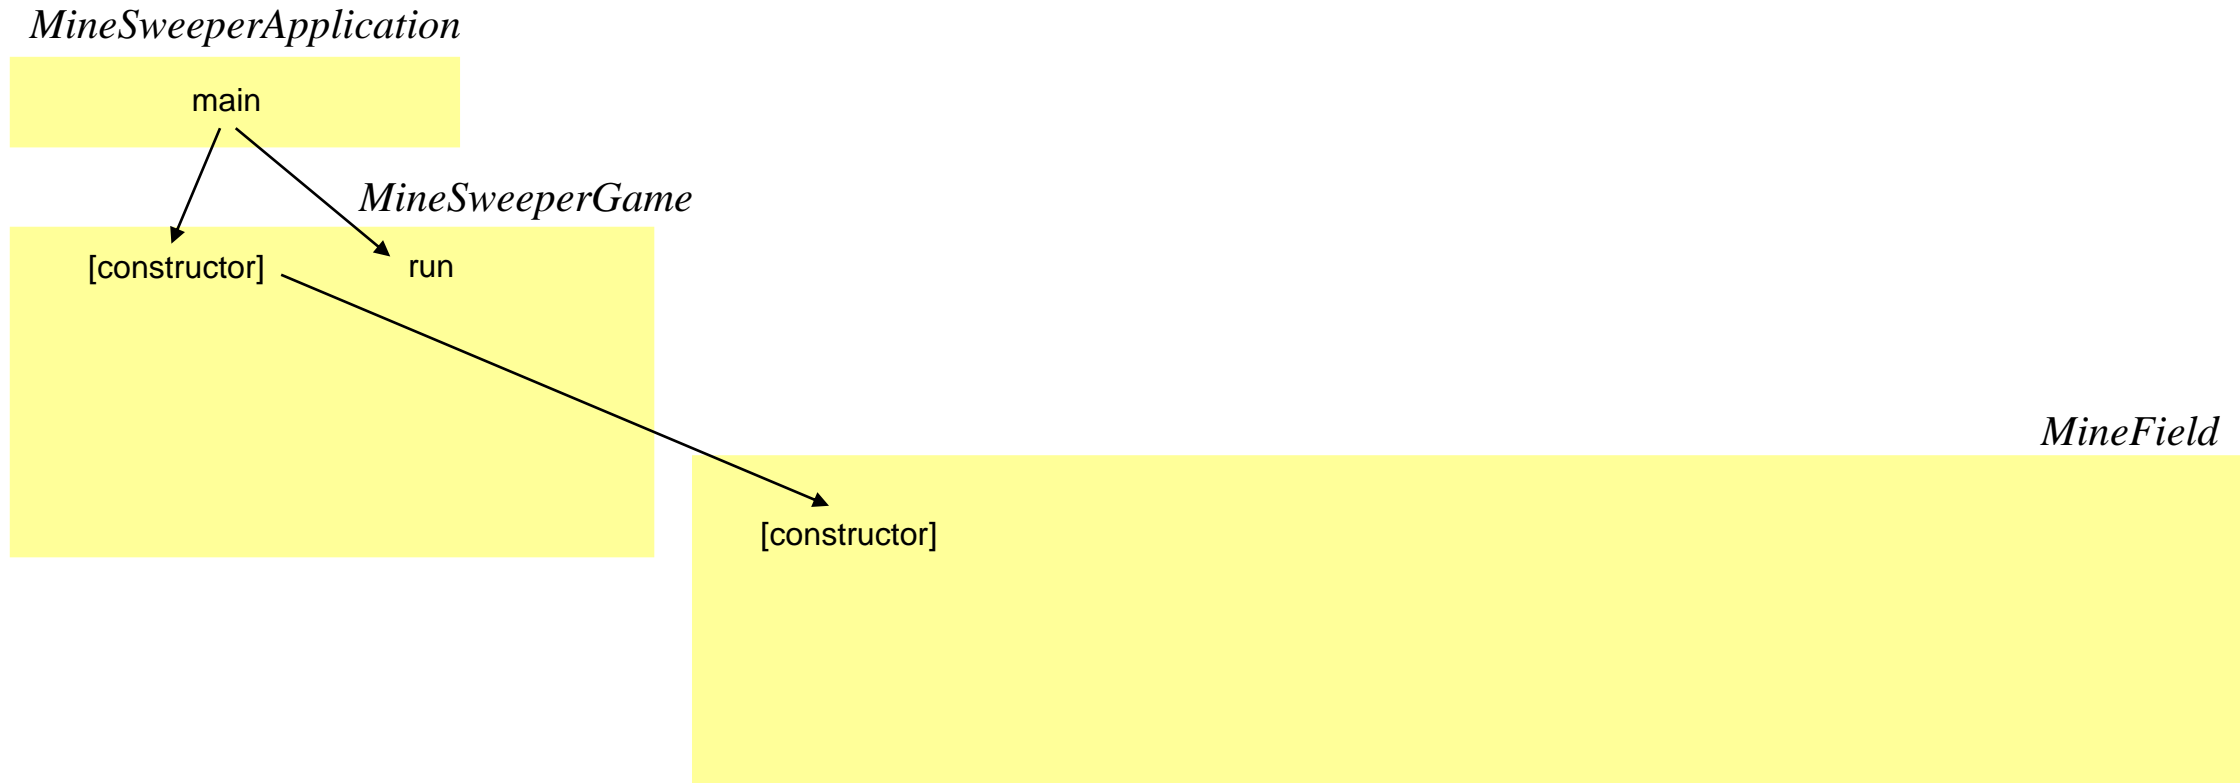 MineSweeperApplication
main
MineSweeperGame
[constructor] run
MineField
[constructor]